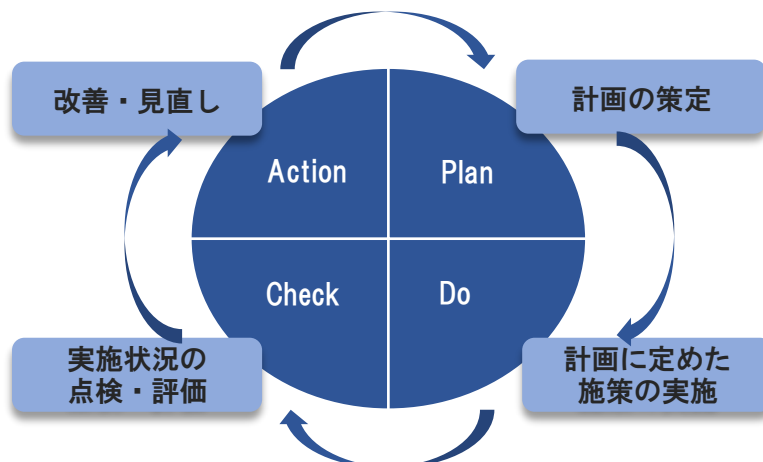 改善・見直し
計画の策定
Action
Plan
Check
Do
実施状況の
点検・評価
計画に定めた
施策の実施